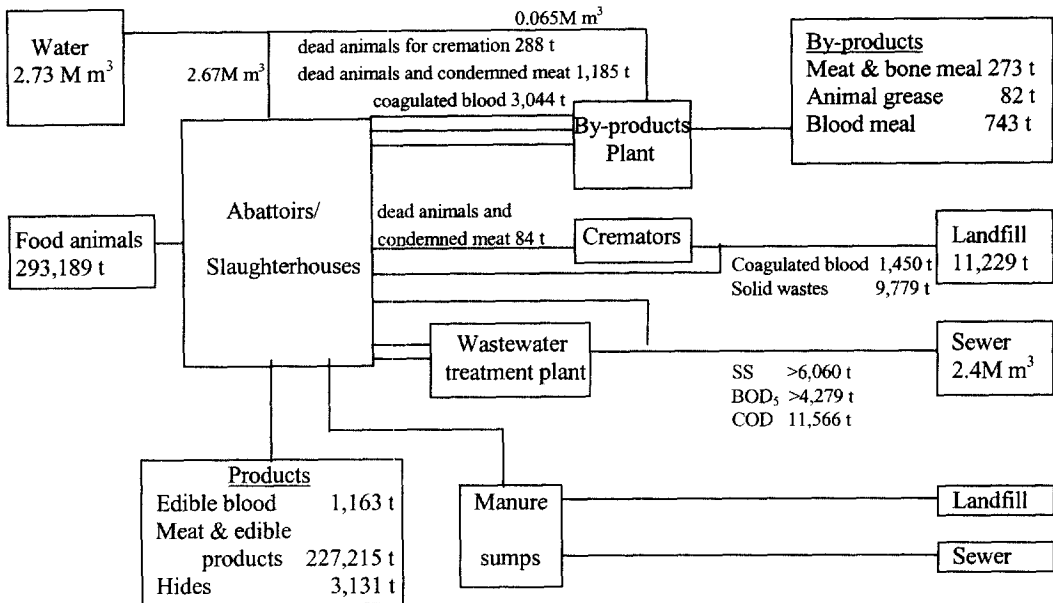 0.065M m³
Water
2.73 M m³
2.67M m³
dead animals for cremation 288 t
dead animals and condemned meat 1,185 t
coagulated blood 3,044 t
By-products
Plant
By-products
Meat & bone meal 273 t
Animal grease 82 t
Blood meal 743 t
Food animals
293,189 t
Abattoirs/
Slaughterhouses
dead animals and
condemned meat 84 t
Cremators
Coagulated blood 1,450 t
Solid wastes 9,779 t
Landfill
11,229 t
Wastewater
treatment plant
SS >6,060 t
BOD₅ >4,279 t
COD 11,566 t
Sewer
2.4M m³
Products
Edible blood 1,163 t
Meat & edible
products 227,215 t
Hides 3,131 t
Manure
sumps
Landfill
Sewer